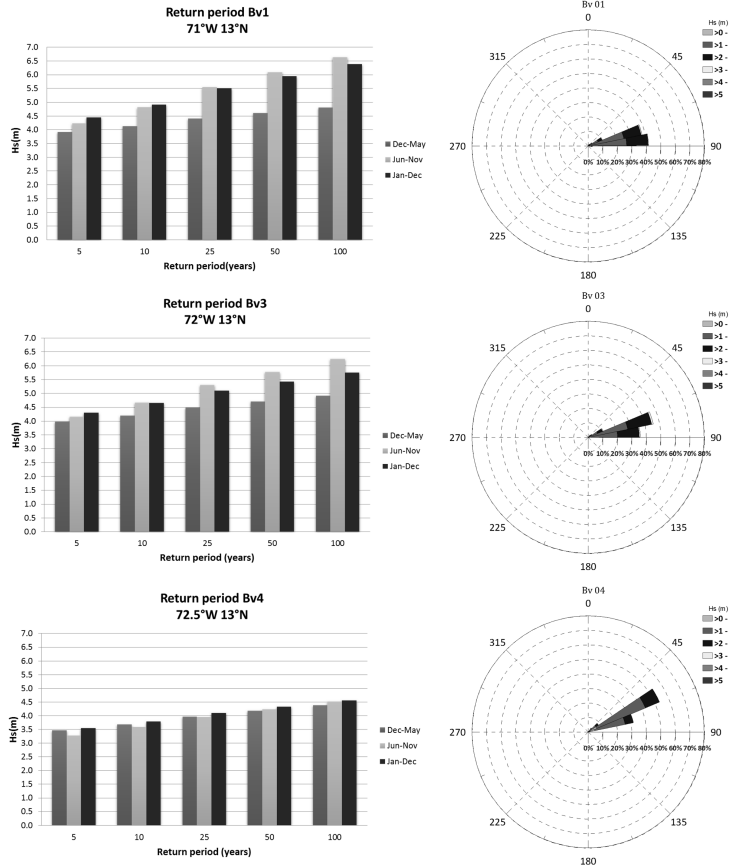 Return period Bv1
71°W 13°N
7.0
6.5
6.0
5.5
5.0
4.5
4.0
3.5
3.0
2.5
2.0
1.5
1.0
0.5
0.0
Hs(m)
5 10 25 50 100
Return period(years)
Dec-May
Jun-Nov
Jan-Dec
Bv 01
0
45
90
135
180
225
270
315
0% 10% 20% 30% 40% 50% 60% 70% 80%
Hs (m)
>0 -
>1 -
>2 -
>3 -
>4 -
>5
Return period Bv3
72°W 13°N
7.0
6.5
6.0
5.5
5.0
4.5
4.0
3.5
3.0
2.5
2.0
1.5
1.0
0.5
0.0
Hs(m)
5 10 25 50 100
Return period (years)
Dec-May
Jun-Nov
Jan-Dec
Bv 03
0
45
90
135
180
225
270
315
0% 10% 20% 30% 40% 50% 60% 70% 80%
Hs (m)
>0 -
>1 -
>2 -
>3 -
>4 -
>5
Return period Bv4
72.5°W 13°N
7.0
6.5
6.0
5.5
5.0
4.5
4.0
3.5
3.0
2.5
2.0
1.5
1.0
0.5
0.0
Hs(m)
5 10 25 50 100
Return period (years)
Dec-May
Jun-Nov
Jan-Dec
Bv 04
0
45
90
135
180
225
270
315
0% 10% 20% 30% 40% 50% 60% 70% 80%
Hs (m)
>0 -
>1 -
>2 -
>3 -
>4 -
>5